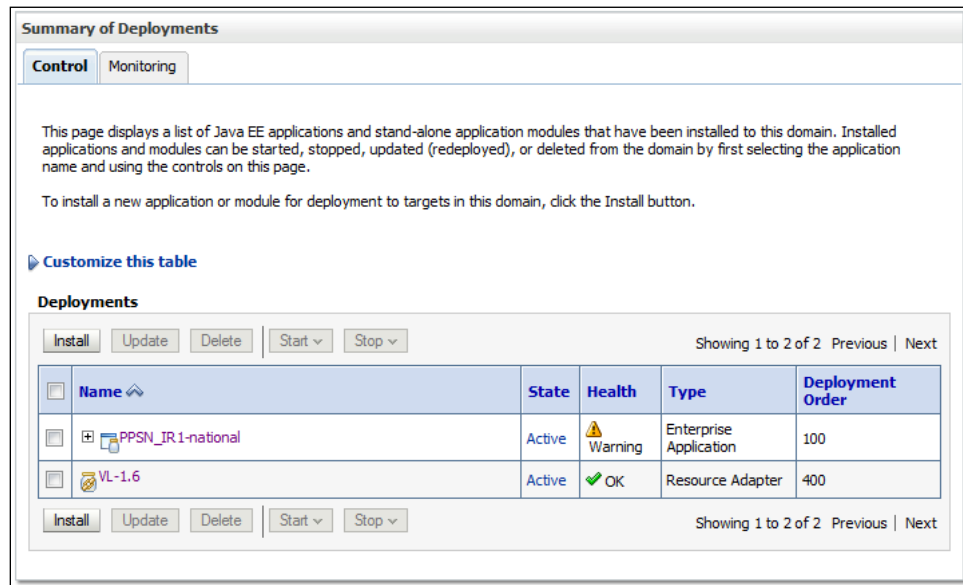 Summary of Deployments
Control Monitoring
This page displays a list of Java EE applications and stand-alone application modules that have been installed to this domain. Installed
applications and modules can be started, stopped, updated (redeployed), or deleted from the domain by first selecting the application
name and using the controls on this page.
To install a new application or module for deployment to targets in this domain, click the Install button.
Customize this table
Deployments
Install Update Delete Start Stop Showing 1 to 2 of 2 Previous | Next
Name State Health Type Deployment
Order
PPSN_IR1-national Active Warning Enterprise
Application 100
VL-1.6 Active OK Resource Adapter 400
Install Update Delete Start Stop Showing 1 to 2 of 2 Previous | Next